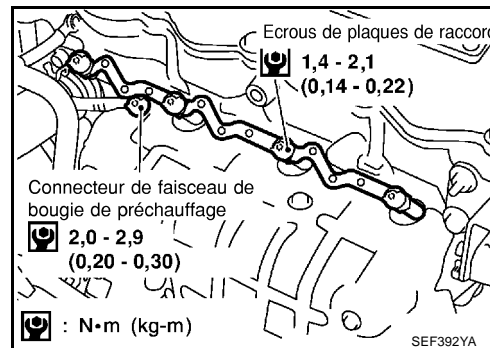 Ecrous de plaques de raccord
1,4 - 2,1
(0,14 - 0,22)
Connecteur de faisceau de
bougie de préchauffage
2,0 - 2,9
(0,20 - 0,30)
: N•m (kg-m)
SEF392YA